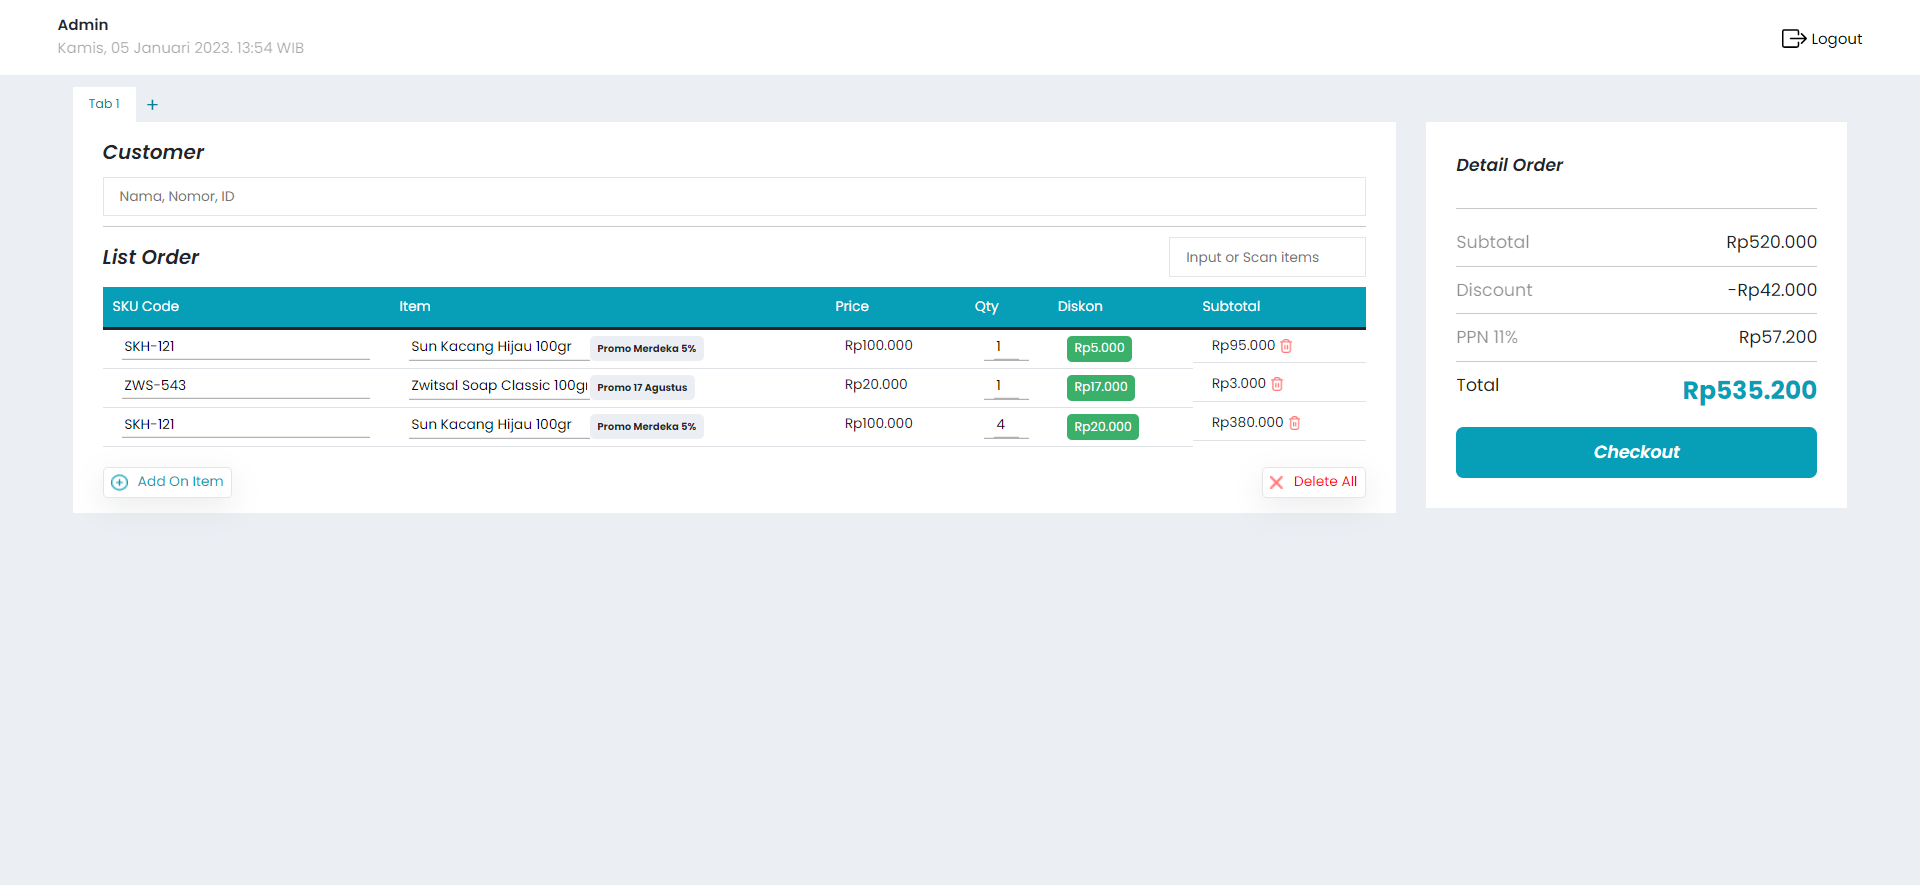 Admin
Kamis, 05 Januari 2023. 13:54 WIB
Logout
Tab 1 +
Customer
Nama, Nomor, ID
List Order
Input or Scan items
SKU Code Item Price Qty Diskon Subtotal
SKH-121 Sun Kacang Hijau 100gr Promo Merdeka 5% Rp100.000 1 Rp5.000 Rp95.000
ZWS-543 Zwitsal Soap Classic 100gr Promo 17 Agustus Rp20.000 1 Rp17.000 Rp3.000
SKH-121 Sun Kacang Hijau 100gr Promo Merdeka 5% Rp100.000 4 Rp20.000 Rp380.000
Add On Item
Delete All
Detail Order
Subtotal Rp520.000
Discount -Rp42.000
PPN 11% Rp57.200
Total Rp535.200
Checkout